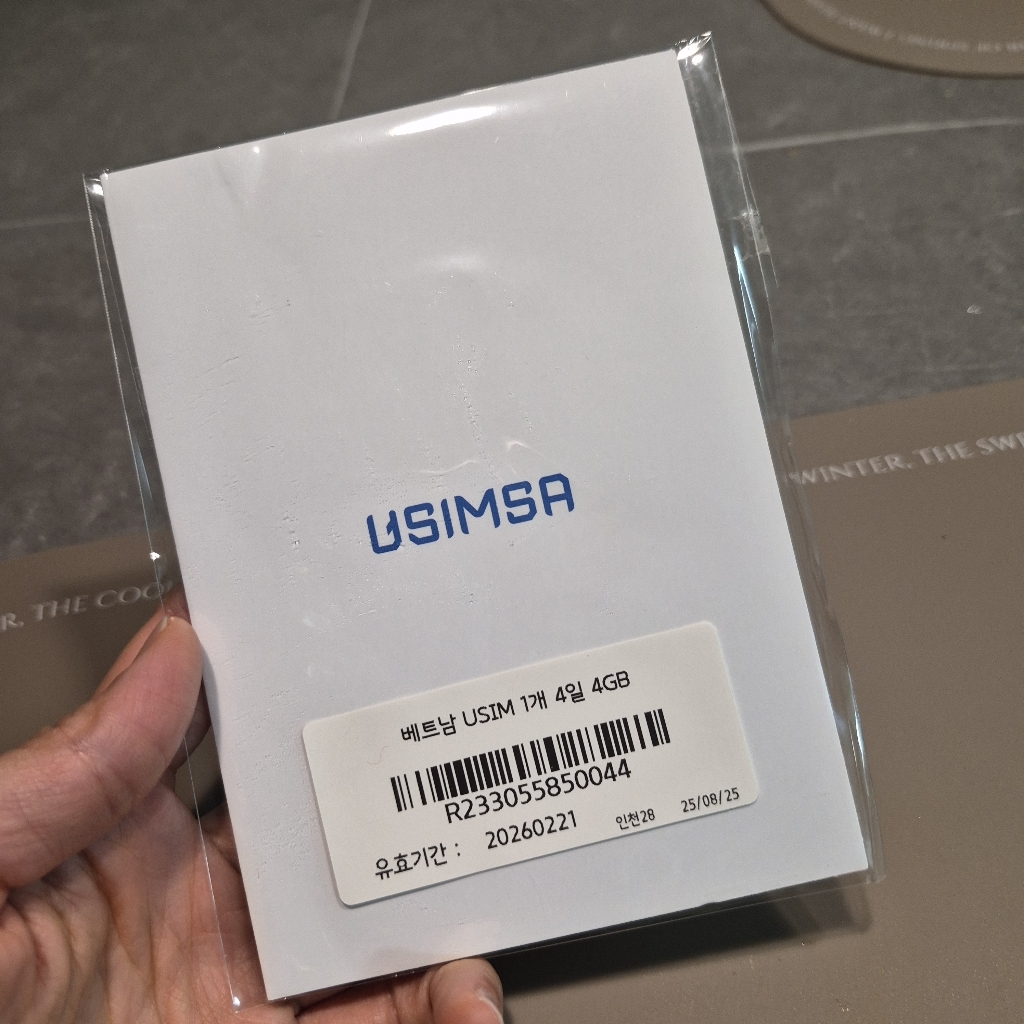 WINTER, THE SWE
R, THE COO
USIMSA
베트남 USIM 1개 4일 4GB
R233055850044
유효기간 : 20260221 인천28 25/08/25